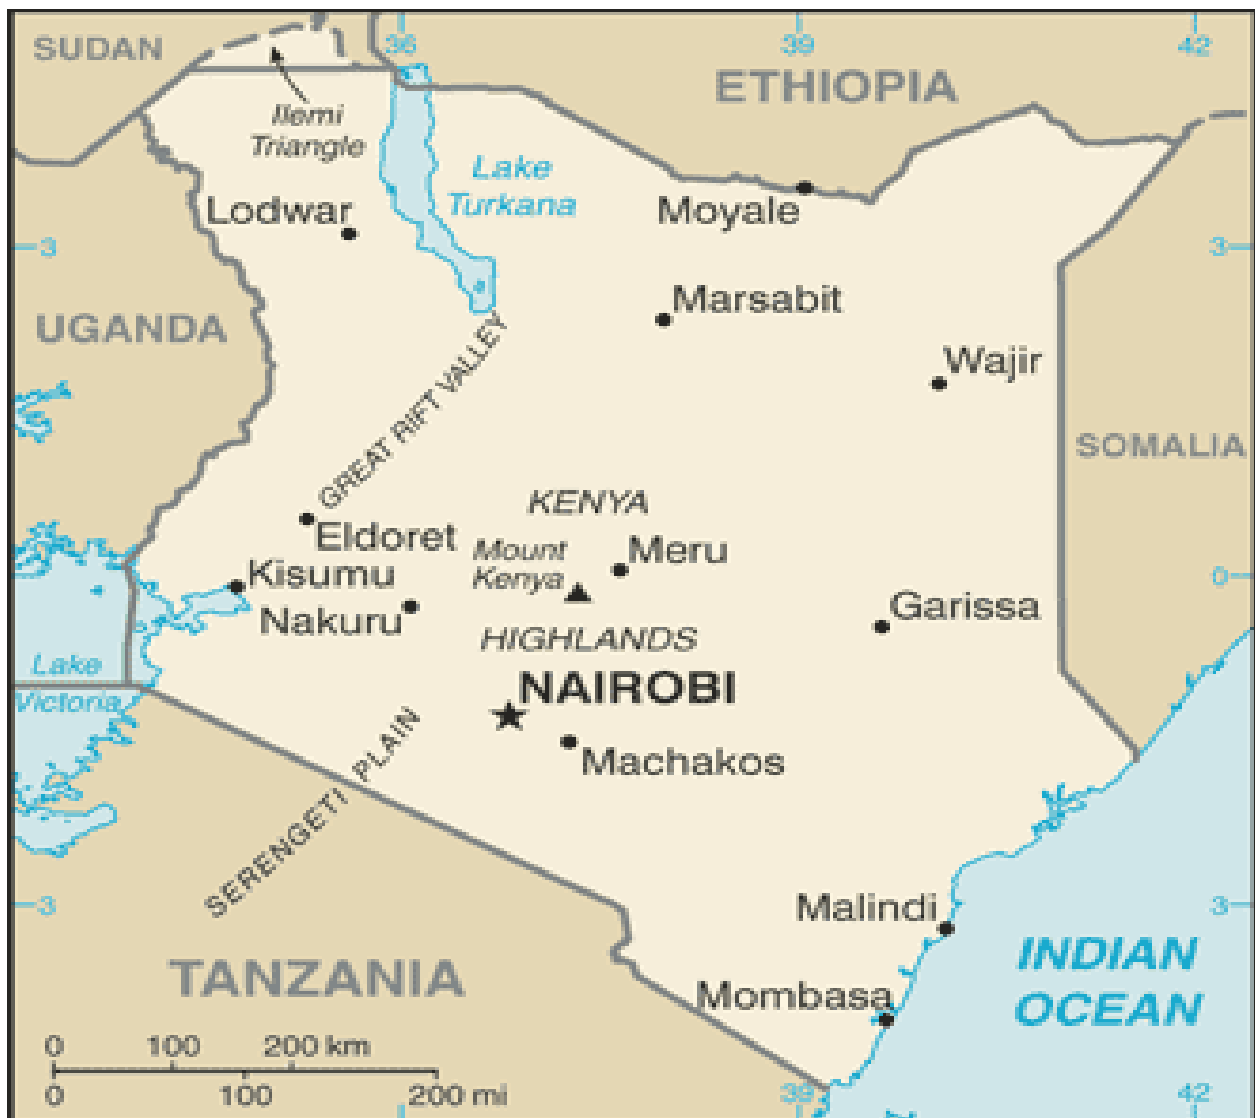 36
39
42
SUDAN
ETHIOPIA
Ilemi
Triangle
Lake
Turkana
Lodwar
Moyale
3
3
Marsabit
UGANDA
Wajir
GREAT RIFT VALLEY
SOMALIA
KENYA
Eldoret
Mount
Kenya
Meru
Kisumu
0
Nakuru
Garissa
HIGHLANDS
Lake
Victoria
NAIROBI
SERENGETI PLAIN
Machakos
3
3
Malindi
INDIAN
OCEAN
TANZANIA
Mombasa
0 100 200 km
0 100 200 mi
39
42